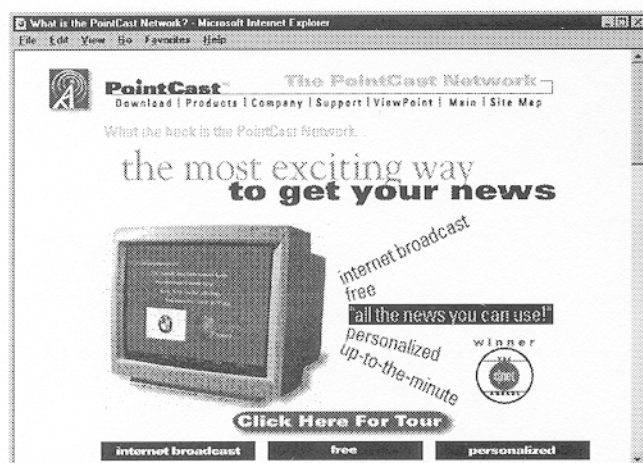 What is the PointCast Network? - Microsoft Internet Explorer
File Edit View Go Favorites Help
PointCast
The PointCast Network
Download | Products | Company | Support | ViewPoint | Main | Site Map
What the heck is the PointCast Network...
the most exciting way
to get your news
internet broadcast
free
"all the news you can use!"
personalized
up-to-the-minute
winner
Click Here For Tour
internet broadcast
free
personalized